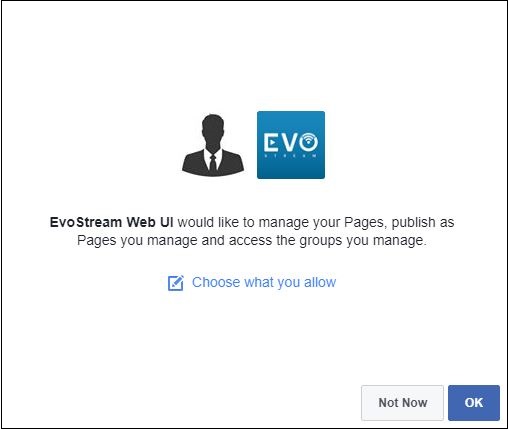 EVO
STREAM
EvoStream Web UI would like to manage your Pages, publish as
Pages you manage and access the groups you manage.
Choose what you allow
Not Now OK